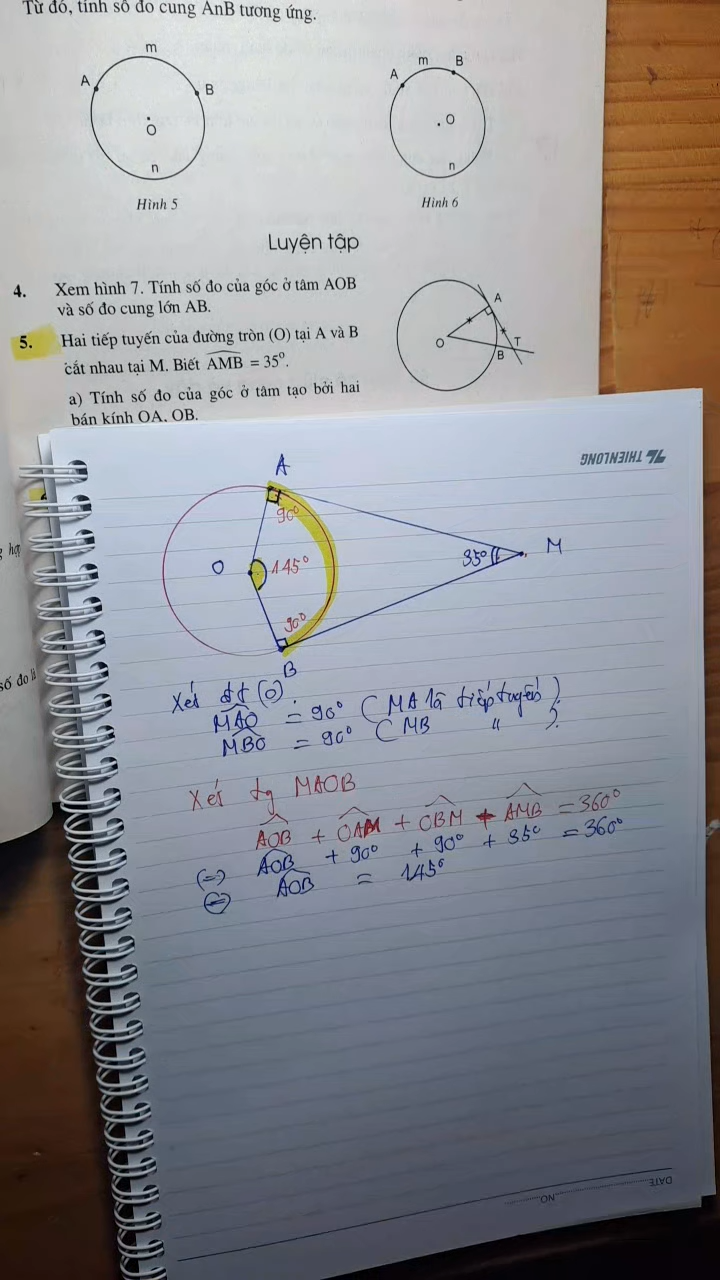 Từ đó, tính số đo cung AnB tương ứng.
m
A
B
O
n
Hình 5
m
B
A
O
n
Hình 6
Luyện tập
4. Xem hình 7. Tính số đo của góc ở tâm AOB
và số đo cung lớn AB.
5. Hai tiếp tuyến của đường tròn (O) tại A và B
cắt nhau tại M. Biết AMB = 35°.
a) Tính số đo của góc ở tâm tạo bởi hai
bán kính OA, OB.
A
O
T
B
THIENLONG
A
90°
O
145°
35°
M
90°
B
Xét đt (O):
MAO = 90° (MA là tiếp tuyến).
MBO = 90° (MB " ).
Xét tg MAOB
AOB + OAM + OBM + AMB = 360°
(=) AOB + 90° + 90° + 35° = 360°
(=) AOB = 145°
số đo
DATE
NO.